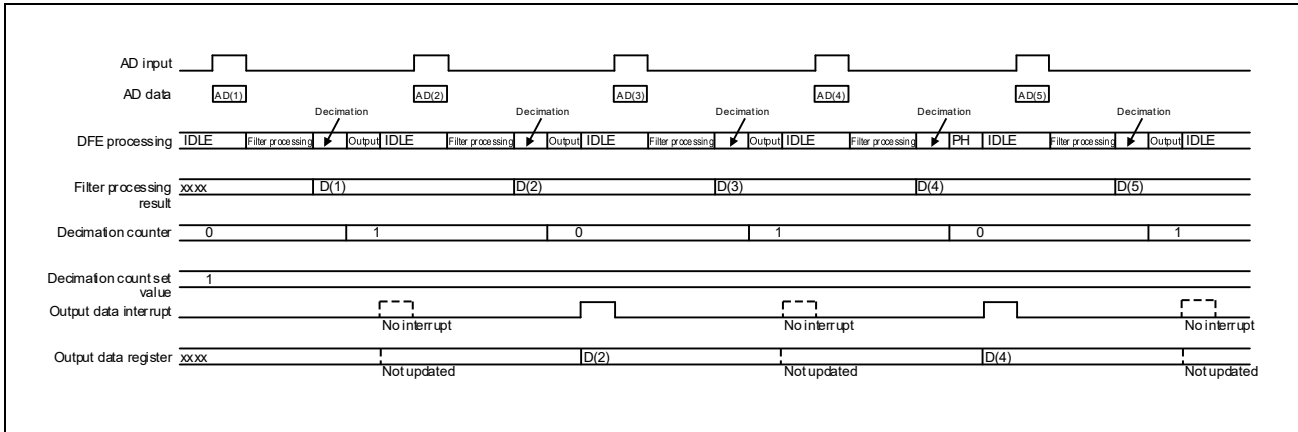 AD input
AD data AD(1) AD(2) AD(3) AD(4) AD(5)
Decimation Decimation Decimation Decimation Decimation
DFE processing IDLE Filter processing Output IDLE Filter processing Output IDLE Filter processing Output IDLE Filter processing PH IDLE Filter processing Output IDLE
Filter processing result xxxx D(1) D(2) D(3) D(4) D(5)
Decimation counter 0 1 0 1 0 1
Decimation count set value 1
Output data interrupt
No interrupt No interrupt No interrupt
Output data register xxxx D(2) D(4)
Not updated Not updated Not updated